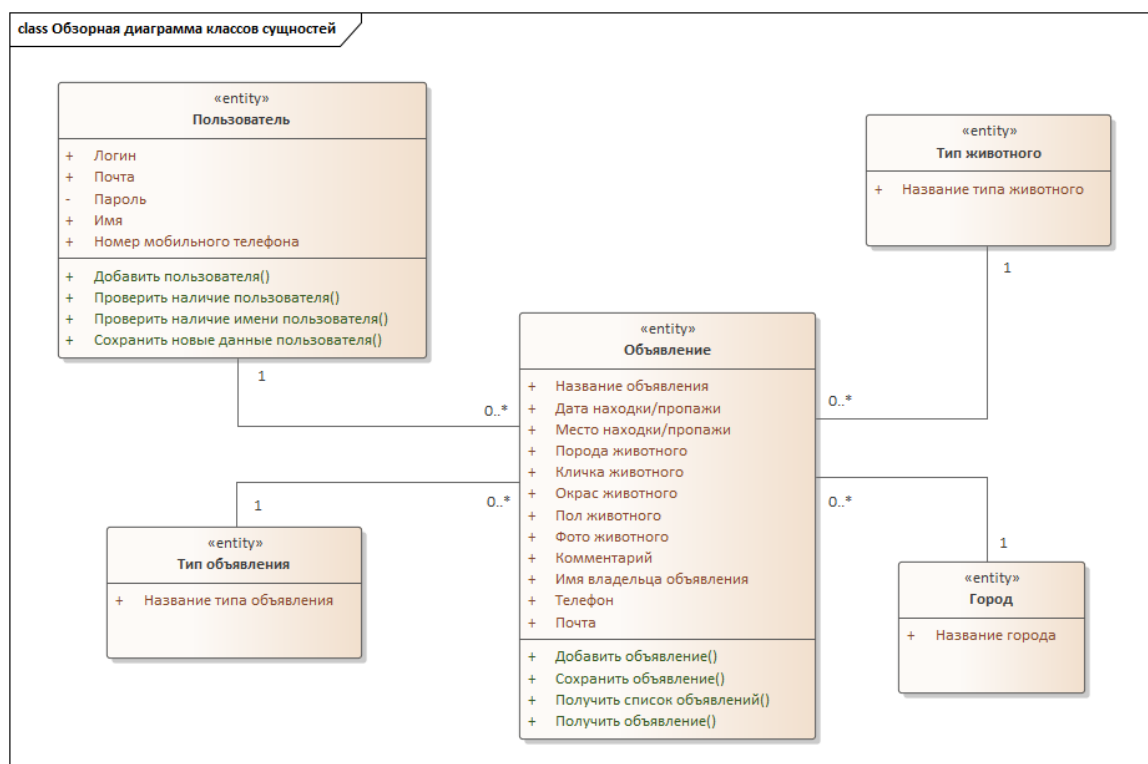 class Обзорная диаграмма классов сущностей
«entity»
Пользователь
+ Логин
+ Почта
- Пароль
+ Имя
+ Номер мобильного телефона
+ Добавить пользователя()
+ Проверить наличие пользователя()
+ Проверить наличие имени пользователя()
+ Сохранить новые данные пользователя()
1
0..*
«entity»
Тип животного
+ Название типа животного
1
0..*
«entity»
Объявление
+ Название объявления
+ Дата находки/пропажи
+ Место находки/пропажи
+ Порода животного
+ Кличка животного
+ Окрас животного
+ Пол животного
+ Фото животного
+ Комментарий
+ Имя владельца объявления
+ Телефон
+ Почта
+ Добавить объявление()
+ Сохранить объявление()
+ Получить список объявлений()
+ Получить объявление()
0..*
1
«entity»
Тип объявления
+ Название типа объявления
0..*
1
«entity»
Город
+ Название города